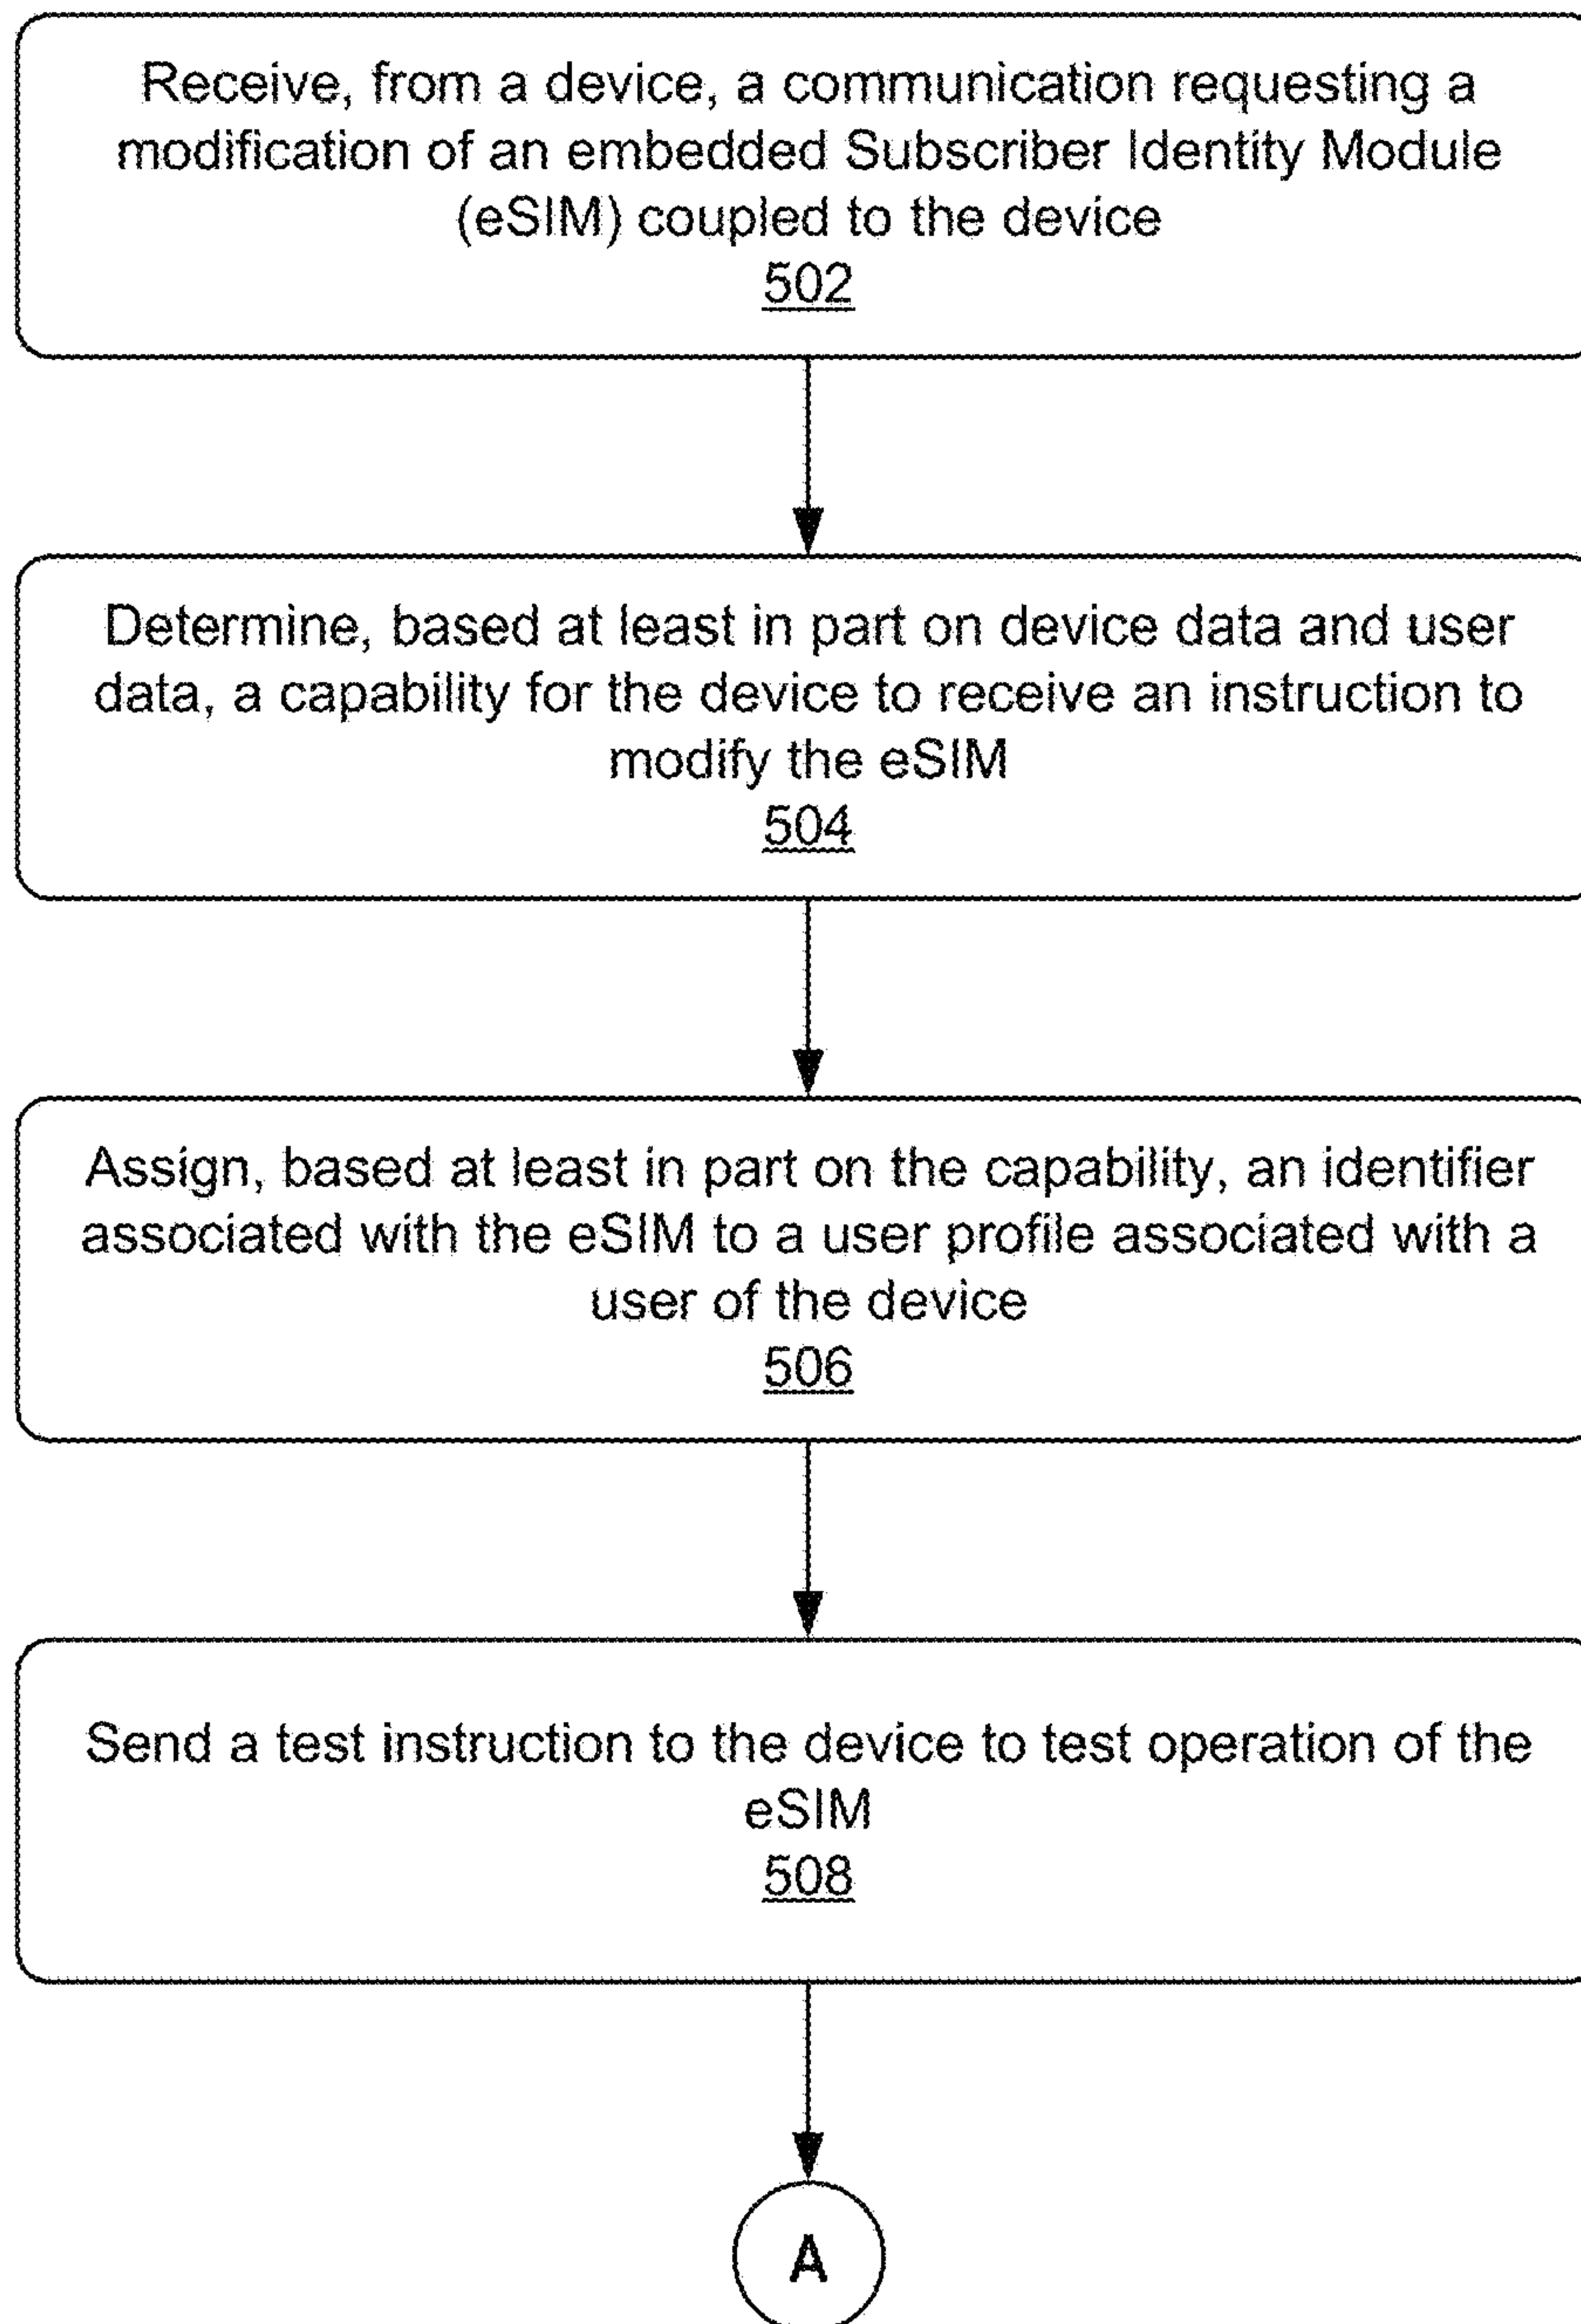 Receive, from a device, a communication requesting a
modification of an embedded Subscriber Identity Module
(eSIM) coupled to the device
502
Determine, based at least in part on device data and user
data, a capability for the device to receive an instruction to
modify the eSIM
504
Assign, based at least in part on the capability, an identifier
associated with the eSIM to a user profile associated with a
user of the device
506
Send a test instruction to the device to test operation of the
eSIM
508
A